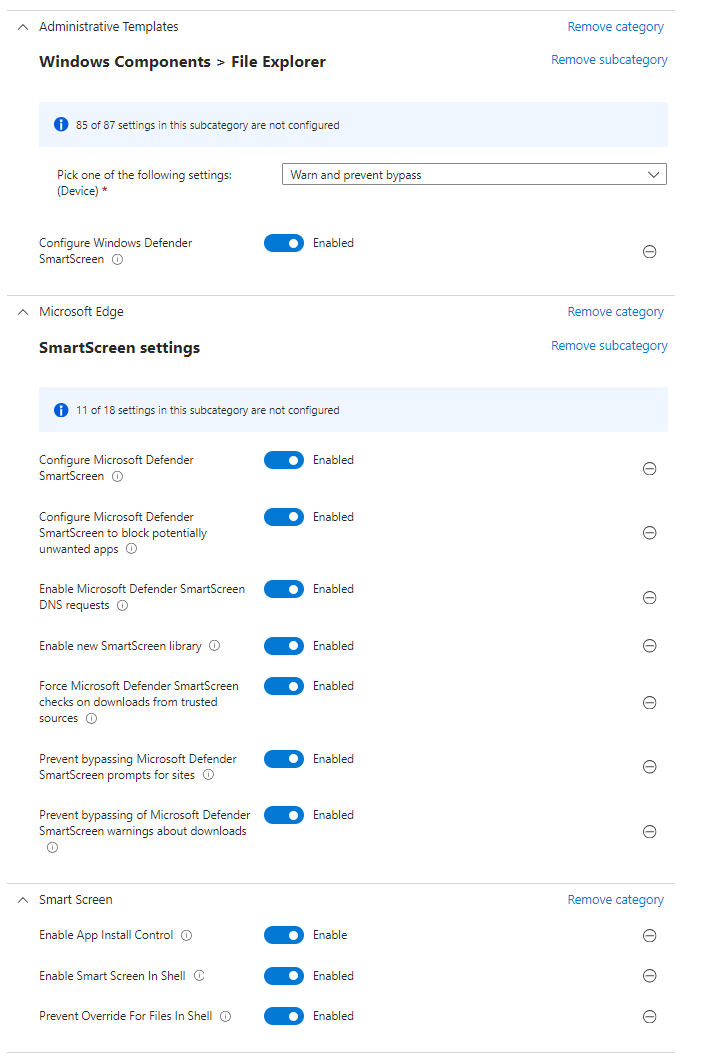 Administrative Templates
Remove category
Windows Components > File Explorer
Remove subcategory
85 of 87 settings in this subcategory are not configured
Pick one of the following settings:
(Device) *
Warn and prevent bypass
Configure Windows Defender
SmartScreen
Enabled
Microsoft Edge
Remove category
SmartScreen settings
Remove subcategory
11 of 18 settings in this subcategory are not configured
Configure Microsoft Defender
SmartScreen
Enabled
Configure Microsoft Defender
SmartScreen to block potentially
unwanted apps
Enabled
Enable Microsoft Defender SmartScreen
DNS requests
Enabled
Enable new SmartScreen library
Enabled
Force Microsoft Defender SmartScreen
checks on downloads from trusted
sources
Enabled
Prevent bypassing Microsoft Defender
SmartScreen prompts for sites
Enabled
Prevent bypassing of Microsoft Defender
SmartScreen warnings about downloads
Enabled
Smart Screen
Remove category
Enable App Install Control
Enable
Enable Smart Screen In Shell
Enabled
Prevent Override For Files In Shell
Enabled